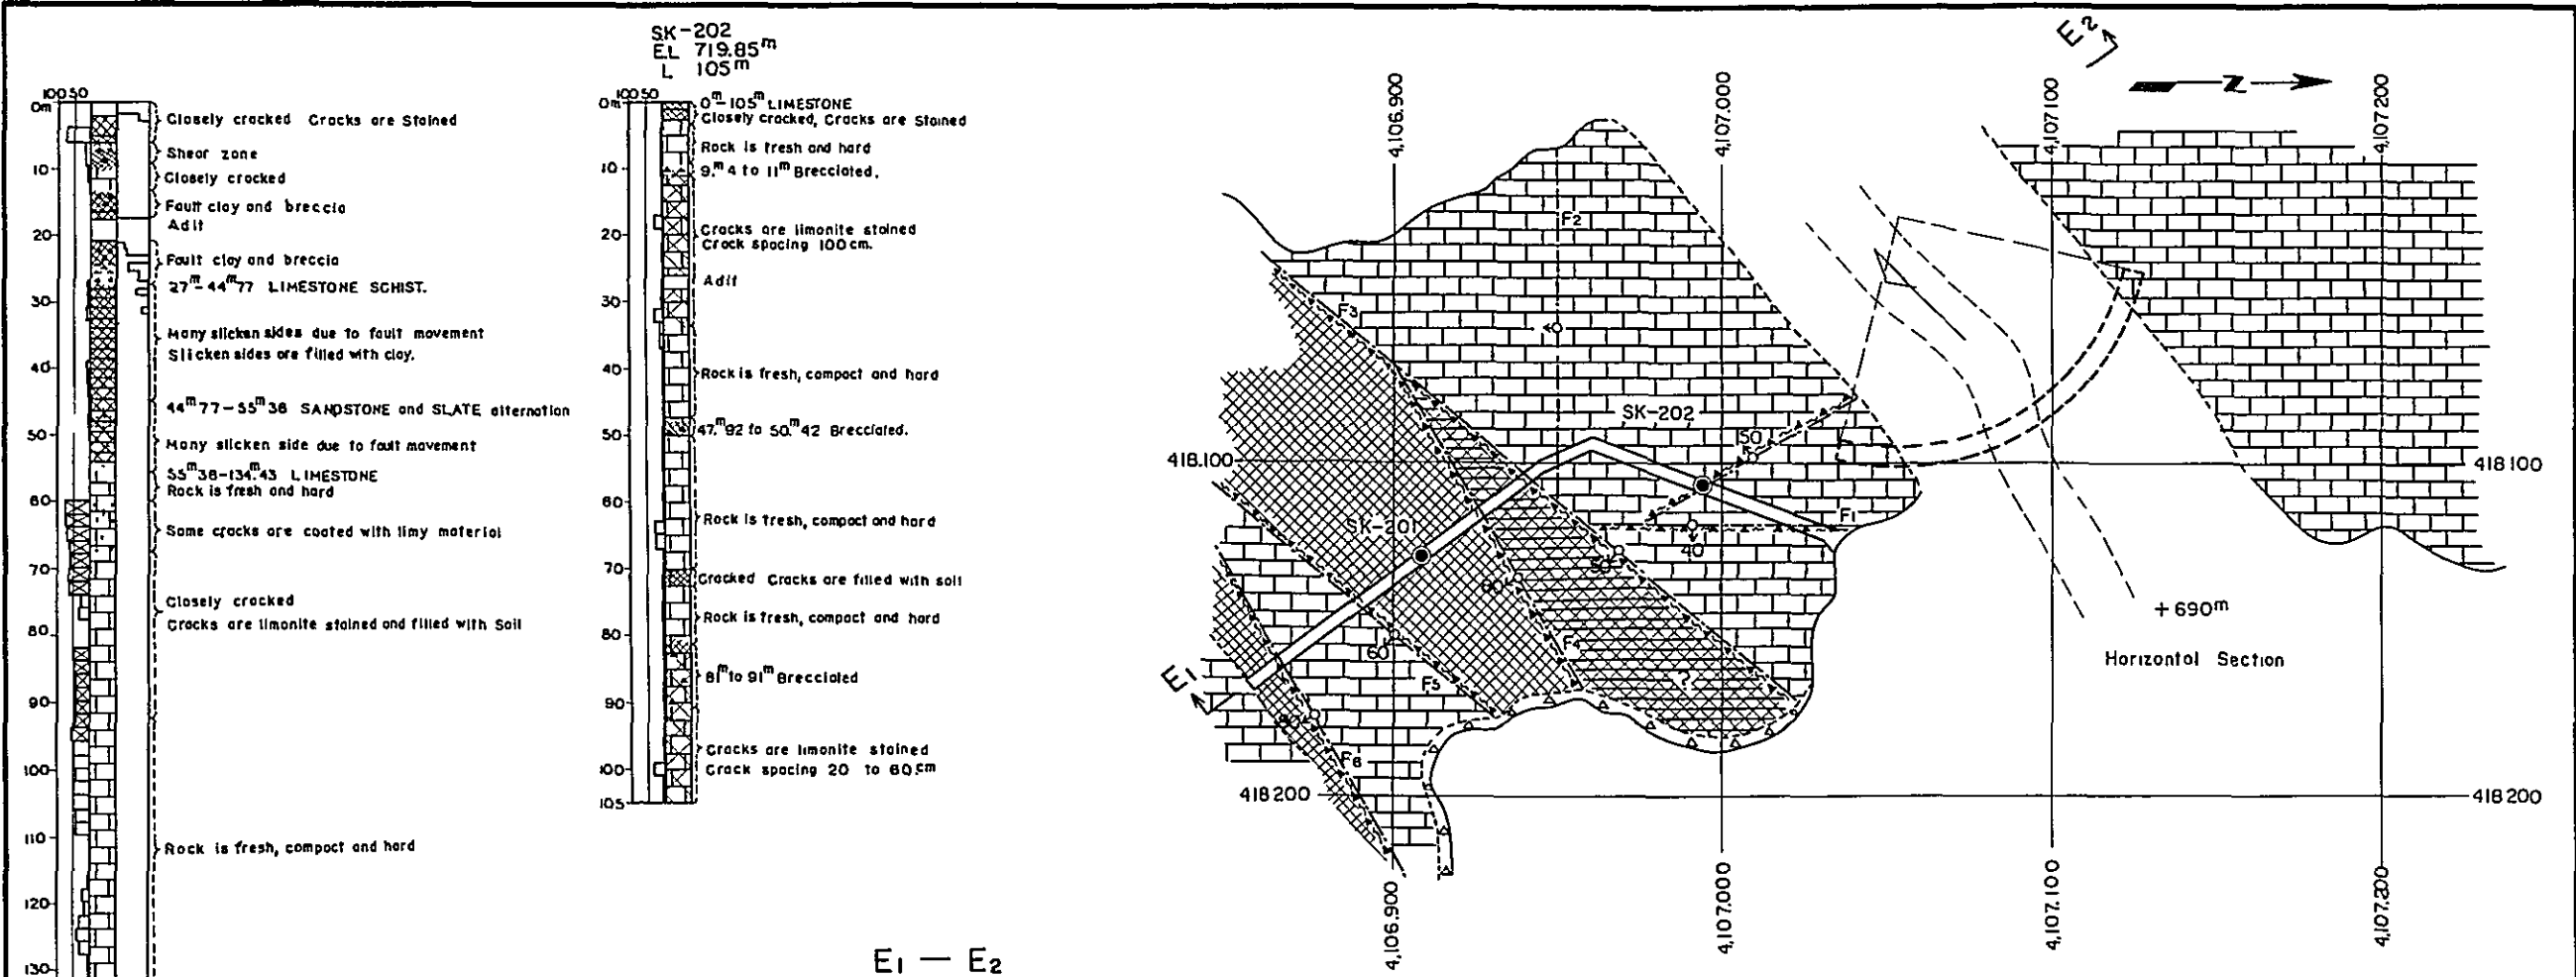 100 50
0m
10
20
30
40
50
60
70
80
90
100
110
120
130
Closely cracked Cracks are Stained
Shear zone
Closely cracked
Fault clay and breccia
Adit
Fault clay and breccia
27m-44m77 LIMESTONE SCHIST.
Many slicken sides due to fault movement
Slicken sides are filled with clay.
44m77-55m38 SANDSTONE and SLATE alternation
Many slicken side due to fault movement
55m38-134m43 LIMESTONE
Rock is fresh and hard
Some cracks are coated with limy material
Closely cracked
Cracks are limonite stained and filled with Soil
Rock is fresh, compact and hard
SK-202
EL 719.85m
L 105m
100 50
0m
10
20
30
40
50
60
70
80
90
100
105
0m-105m LIMESTONE
Closely cracked, Cracks are Stained
Rock is fresh and hard
9.m4 to 11m Brecciated.
Cracks are limonite stained
Crack spacing 100cm.
Adit
Rock is fresh, compact and hard
47.m92 to 50.m42 Brecciated.
Rock is fresh, compact and hard
Cracked Cracks are filled with soil
Rock is fresh, compact and hard
81m to 91m Brecciated
Cracks are limonite stained
Crack spacing 20 to 60.cm
E1 — E2
E2
N
4,106.900
4,107.000
4,107.100
4,107.200
F2
F3
SK-202
50
418.100
418100
SK-201
F1
40
50
60
F4
?
60
F5
E1
F6
+690m
Horizontal Section
418200
418200
4,106.900
4,107.000
4,107.100
4,107.200